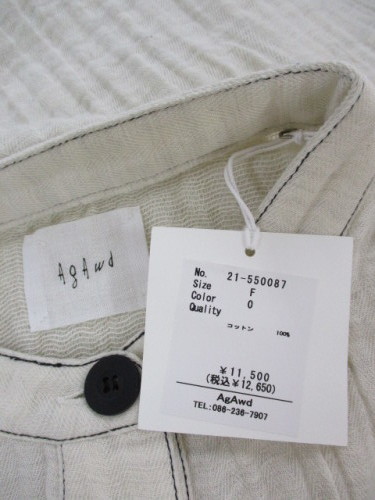 AgAwd
No. 21-550087
Size F
Color 0
Quality
コットン 100%
¥11,500
(税込¥12,650)
AgAwd
TEL:086-236-7907